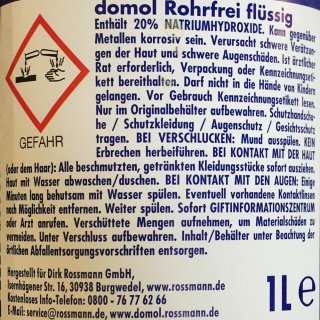 domol Rohrfrei flüssig
Enthält 20% NATRIUMHYDROXIDE. Kann gegenüber
Metallen korrosiv sein. Verursacht schwere Verätzun-
gen der Haut und schwere Augenschäden. Ist ärztlicher
Rat erforderlich, Verpackung oder Kennzeichnungseti-
kett bereithalten. Darf nicht in die Hände von Kindern
gelangen. Vor Gebrauch Kennzeichnungsetikett lesen.
Nur im Originalbehälter aufbewahren. Schutzhandschu-
he / Schutzkleidung / Augenschutz / Gesichtsschutz
tragen. BEI VERSCHLUCKEN: Mund ausspülen. KEIN
Erbrechen herbeiführen. BEI KONTAKT MIT DER HAUT
GEFAHR
(oder dem Haar): Alle beschmutzten, getränkten Kleidungsstücke sofort ausziehen.
Haut mit Wasser abwaschen/duschen. BEI KONTAKT MIT DEN AUGEN: Einige
Minuten lang behutsam mit Wasser spülen. Eventuell vorhandene Kontaktlinsen
nach Möglichkeit entfernen. Weiter spülen. Sofort GIFTINFORMATIONSZENTRUM
oder Arzt anrufen. Verschüttete Mengen aufnehmen, um Materialschäden zu
vermeiden. Unter Verschluss aufbewahren. Inhalt/Behälter unter Beachtung der
örtlichen Abfallentsorgungsvorschriften entsorgen.
Hergestellt für Dirk Rossmann GmbH,
Isernhägener Str. 16, 30938 Burgwedel, www.rossmann.de
Kostenloses Info-Telefon: 0800 - 76 77 62 66
E-Mail: service@rossmann.de, www.domol.rossmann.de
1L e